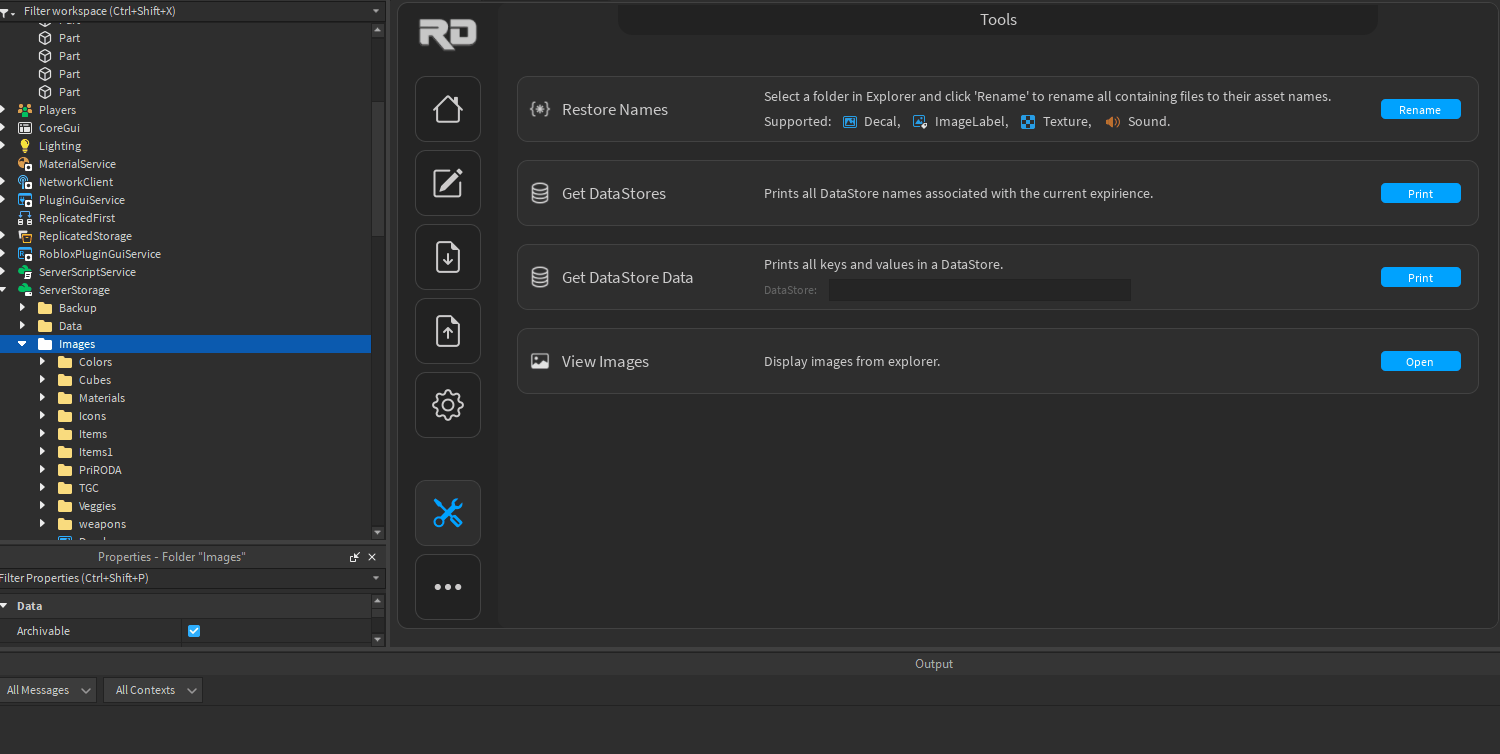 Filter workspace (Ctrl+Shift+X)
Part
Part
Part
Part
Part
Players
CoreGui
Lighting
MaterialService
NetworkClient
PluginGuiService
ReplicatedFirst
ReplicatedStorage
RobloxPluginGuiService
ServerScriptService
ServerStorage
Backup
Data
Images
Colors
Cubes
Materials
Icons
Items
Items1
PriRODA
TGC
Veggies
weapons
Properties - Folder "Images"
Filter Properties (Ctrl+Shift+P)
Data
Archivable
RD
Tools
Restore Names
Select a folder in Explorer and click 'Rename' to rename all containing files to their asset names.
Supported: Decal, ImageLabel, Texture, Sound.
Rename
Get DataStores
Prints all DataStore names associated with the current expirience.
Print
Get DataStore Data
Prints all keys and values in a DataStore.
DataStore:
Print
View Images
Display images from explorer.
Open
Output
All Messages
All Contexts